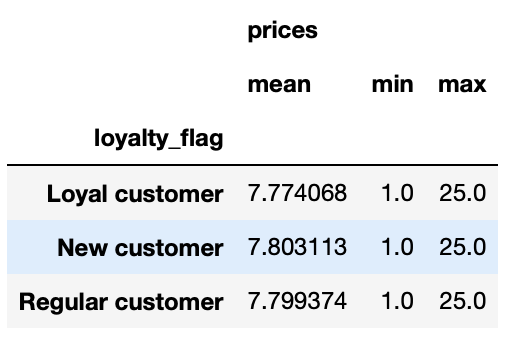 prices
mean min max
loyalty_flag
Loyal customer 7.774068 1.0 25.0
New customer 7.803113 1.0 25.0
Regular customer 7.799374 1.0 25.0